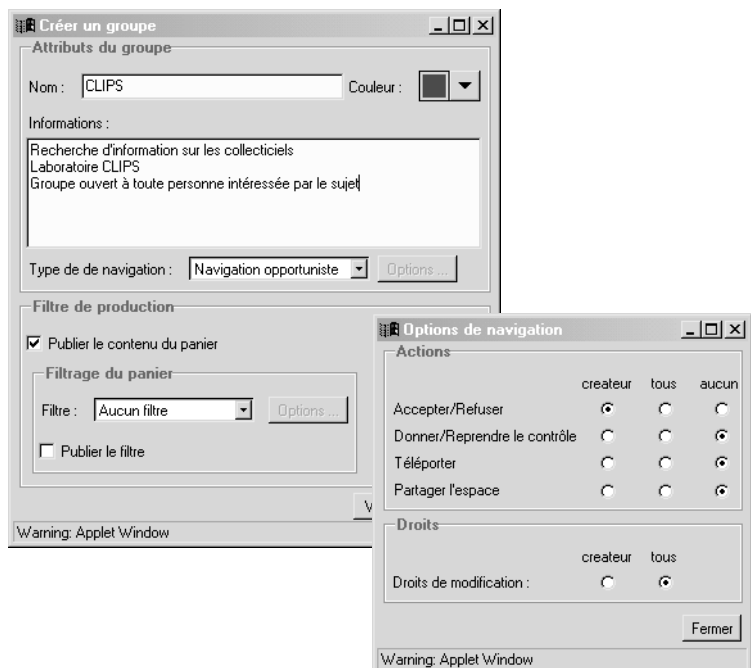 Créer un groupe
Attributs du groupe
Nom : CLIPS Couleur :
Informations :
Recherche d'information sur les collecticiels
Laboratoire CLIPS
Groupe ouvert à toute personne intéressée par le sujet
Type de de navigation : Navigation opportuniste Options ...
Filtre de production
Publier le contenu du panier
Filtrage du panier
Filtre : Aucun filtre Options ...
Publier le filtre
V
Warning: Applet Window
Options de navigation
Actions
createur tous aucun
Accepter/Refuser
Donner/Reprendre le contrôle
Téléporter
Partager l'espace
Droits
createur tous
Droits de modification :
Fermer
Warning: Applet Window